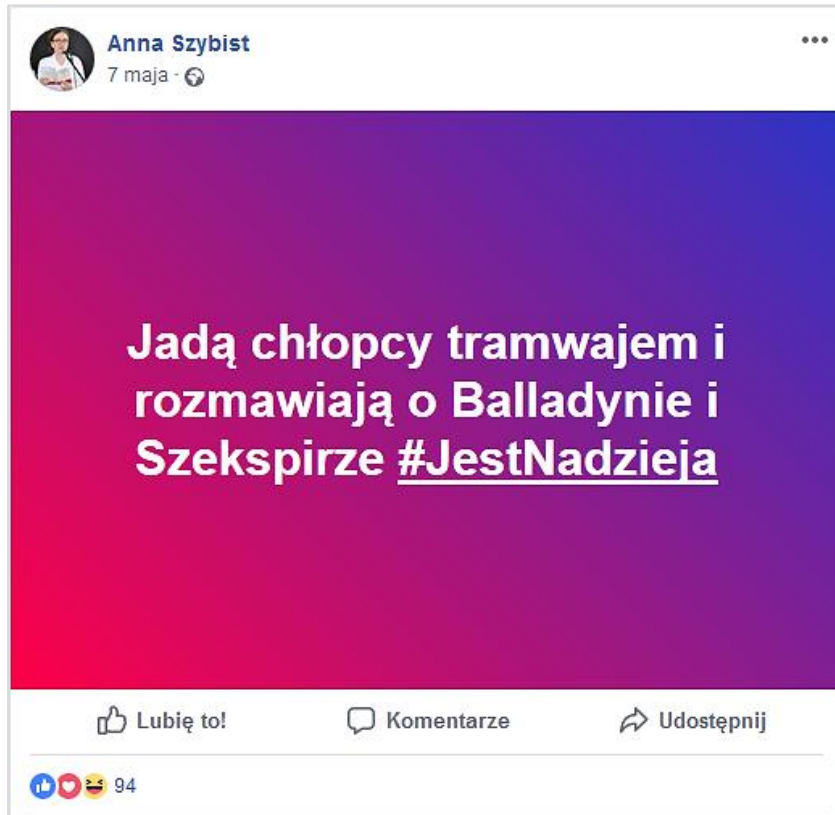 Anna Szybist
7 maja
Jadą chłopcy tramwajem i
rozmawiają o Balladynie i
Szekspirze #JestNadzieja
Lubię to! Komentarze Udostępnij
94